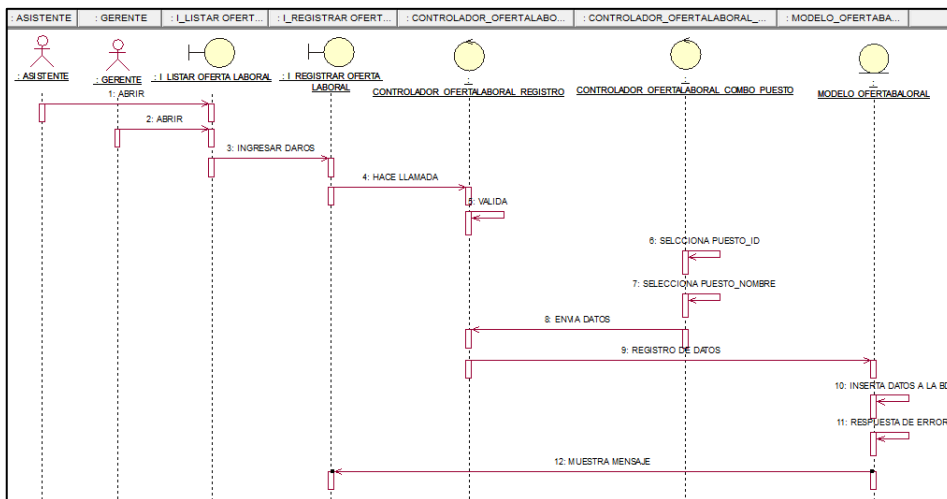 : ASISTENTE
: GERENTE
: I_LISTAR OFERT...
: I_REGISTRAR OFERT...
: CONTROLADOR_OFERTALABO...
: CONTROLADOR_OFERTALABORAL_...
: MODELO_OFERTABA...
: ASISTENTE
: GERENTE
: I_LISTAR OFERTA LABORAL
: I_REGISTRAR OFERTA
LABORAL
CONTROLADOR_OFERTALABORAL_REGISTRO
CONTROLADOR_OFERTALABORAL_COMBO_PUESTO
MODELO_OFERTABALORAL
1: ABRIR
2: ABRIR
3: INGRESAR DAROS
4: HACE LLAMADA
5: VALIDA
6: SELCCIONA PUESTO_ID
7: SELECCIONA PUESTO_NOMBRE
8: ENVIA DATOS
9: REGISTRO DE DATOS
10: INSERTA DATOS A LA BD
11: RESPUESTA DE ERROR
12: MUESTRA MENSAJE